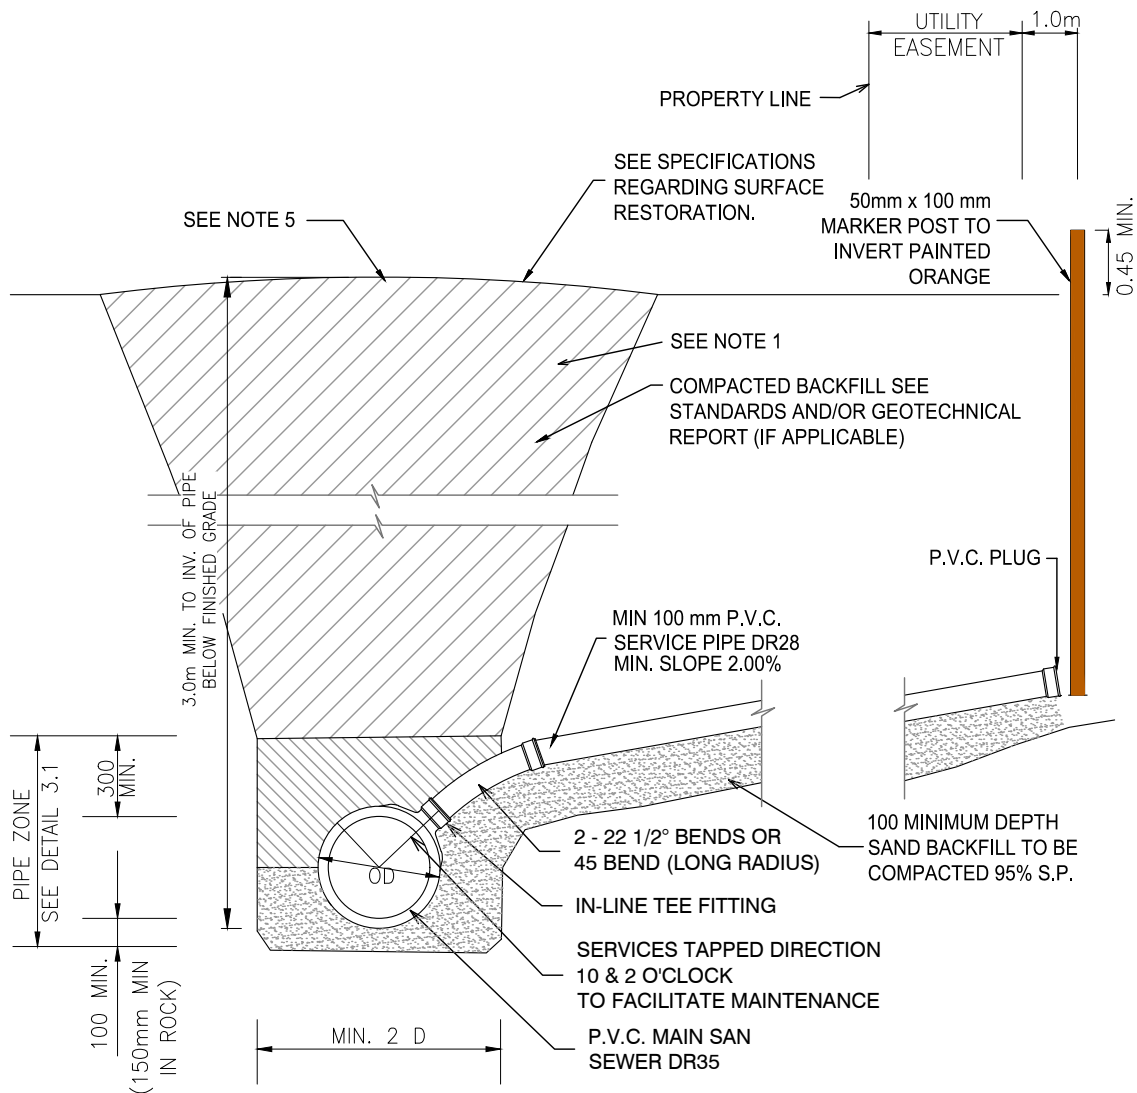 UTILITY
EASEMENT
1.0m
PROPERTY LINE
SEE SPECIFICATIONS
REGARDING SURFACE
RESTORATION.
SEE NOTE 5
50mm x 100 mm
MARKER POST TO
INVERT PAINTED
ORANGE
0.45 MIN.
SEE NOTE 1
COMPACTED BACKFILL SEE
STANDARDS AND/OR GEOTECHNICAL
REPORT (IF APPLICABLE)
3.0m MIN. TO INV. OF PIPE
BELOW FINISHED GRADE
P.V.C. PLUG
MIN 100 mm P.V.C.
SERVICE PIPE DR28
MIN. SLOPE 2.00%
PIPE ZONE
SEE DETAIL 3.1
300
MIN.
OD
2 - 22 1/2° BENDS OR
45 BEND (LONG RADIUS)
100 MINIMUM DEPTH
SAND BACKFILL TO BE
COMPACTED 95% S.P.
IN-LINE TEE FITTING
SERVICES TAPPED DIRECTION
10 & 2 O'CLOCK
TO FACILITATE MAINTENANCE
100 MIN.
(150mm MIN
IN ROCK)
MIN. 2 D
P.V.C. MAIN SAN
SEWER DR35